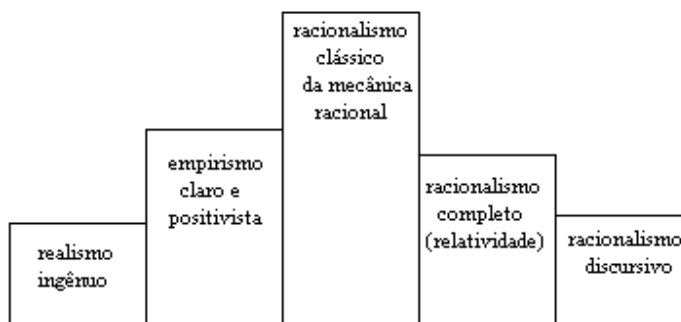 realismo
ingênuo
empirismo
claro e
positivista
racionalismo
clássico
da mecânica
racional
racionalismo
completo
(relatividade)
racionalismo
discursivo